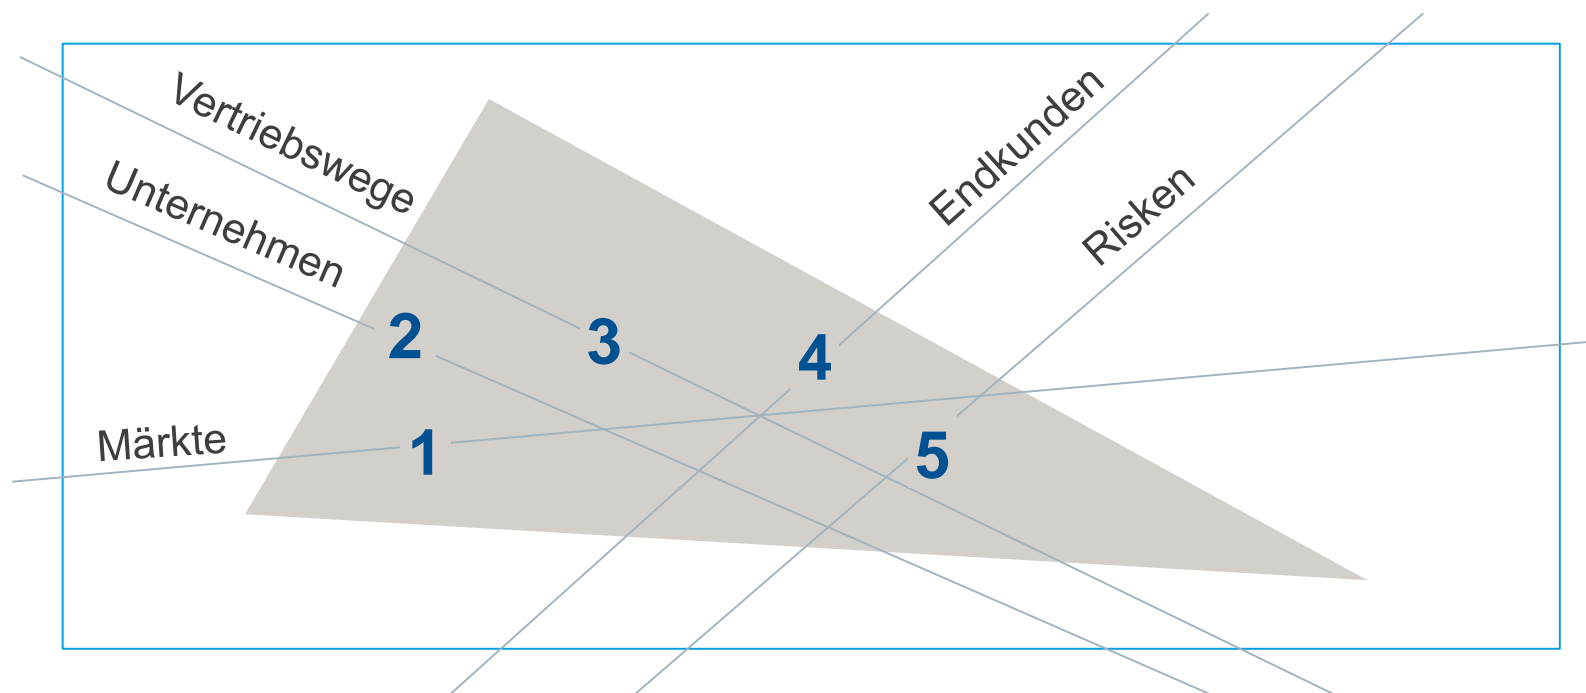 Vertriebswege
Unternehmen
Märkte
Endkunden
Risken
1
2
3
4
5